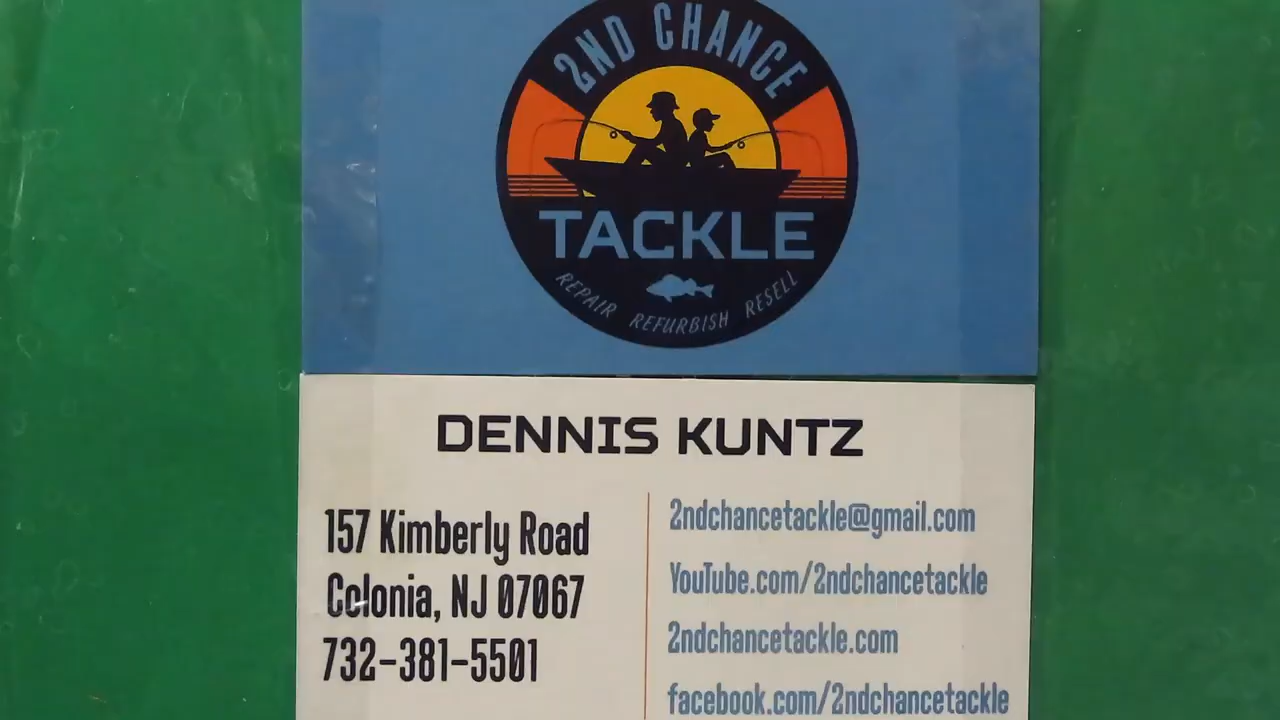 2ND CHANCE
TACKLE
REPAIR REFURBISH RESELL
DENNIS KUNTZ
157 Kimberly Road
Colonia, NJ 07067
732-381-5501
2ndchancetackle@gmail.com
YouTube.com/2ndchancetackle
2ndchancetackle.com
facebook.com/2ndchancetackle